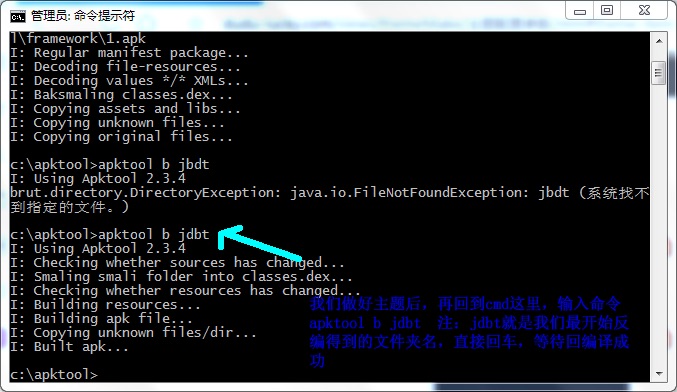 管理员: 命令提示符
l\framework\1.apk
I: Regular manifest package...
I: Decoding file-resources...
I: Decoding values */* XMLs...
I: Baksmaling classes.dex...
I: Copying assets and libs...
I: Copying unknown files...
I: Copying original files...
c:\apktool>apktool b jbdt
I: Using Apktool 2.3.4
brut.directory.DirectoryException: java.io.FileNotFoundException: jbdt (系统找不
到指定的文件。)
c:\apktool>apktool b jdbt
I: Using Apktool 2.3.4
I: Checking whether sources has changed...
I: Smaling smali folder into classes.dex...
I: Checking whether resources has changed...
I: Building resources...
I: Building apk file...
I: Copying unknown files/dir...
I: Built apk...
c:\apktool>
我们做好主题后，再回到cmd这里，输入命令
apktool b jdbt 注：jdbt就是我们最开始反
编得到的文件夹名，直接回车，等待回编译成
功